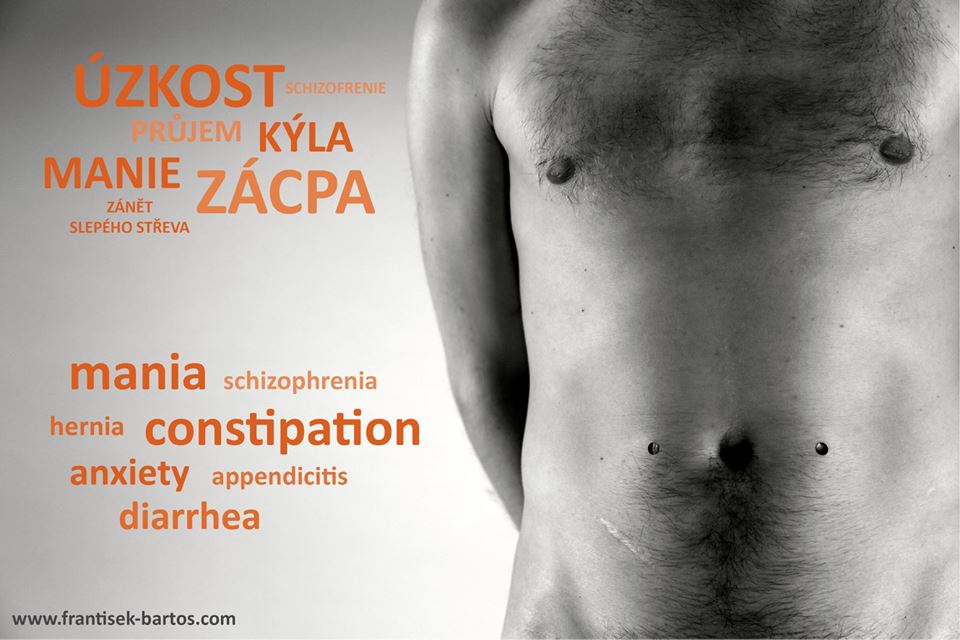 ÚZKOST SCHIZOFRENIE
PRŮJEM KÝLA
MANIE ZÁCPA
ZÁNĚT
SLEPÉHO STŘEVA
mania schizophrenia
hernia constipation
anxiety appendicitis
diarrhea
www.frantisek-bartos.com